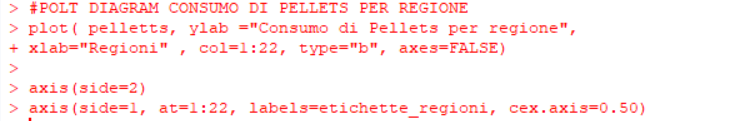 > #POLT DIAGRAM CONSUMO DI PELLETS PER REGIONE
> plot( pelletts, ylab ="Consumo di Pellets per regione",
+ xlab="Regioni" , col=1:22, type="b", axes=FALSE)
>
> axis(side=2)
> axis(side=1, at=1:22, labels=etichette_regioni, cex.axis=0.50)